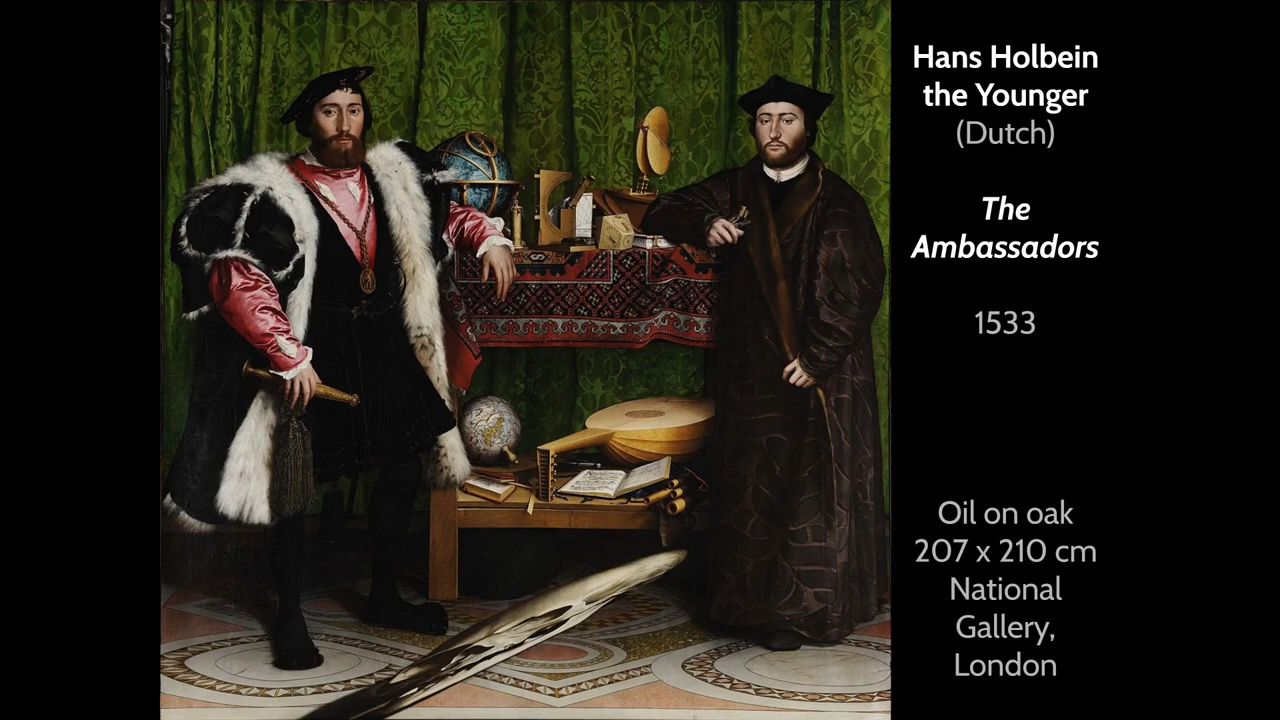 Hans Holbein
the Younger
(Dutch)
The
Ambassadors
1533
Oil on oak
207 x 210 cm
National
Gallery,
London